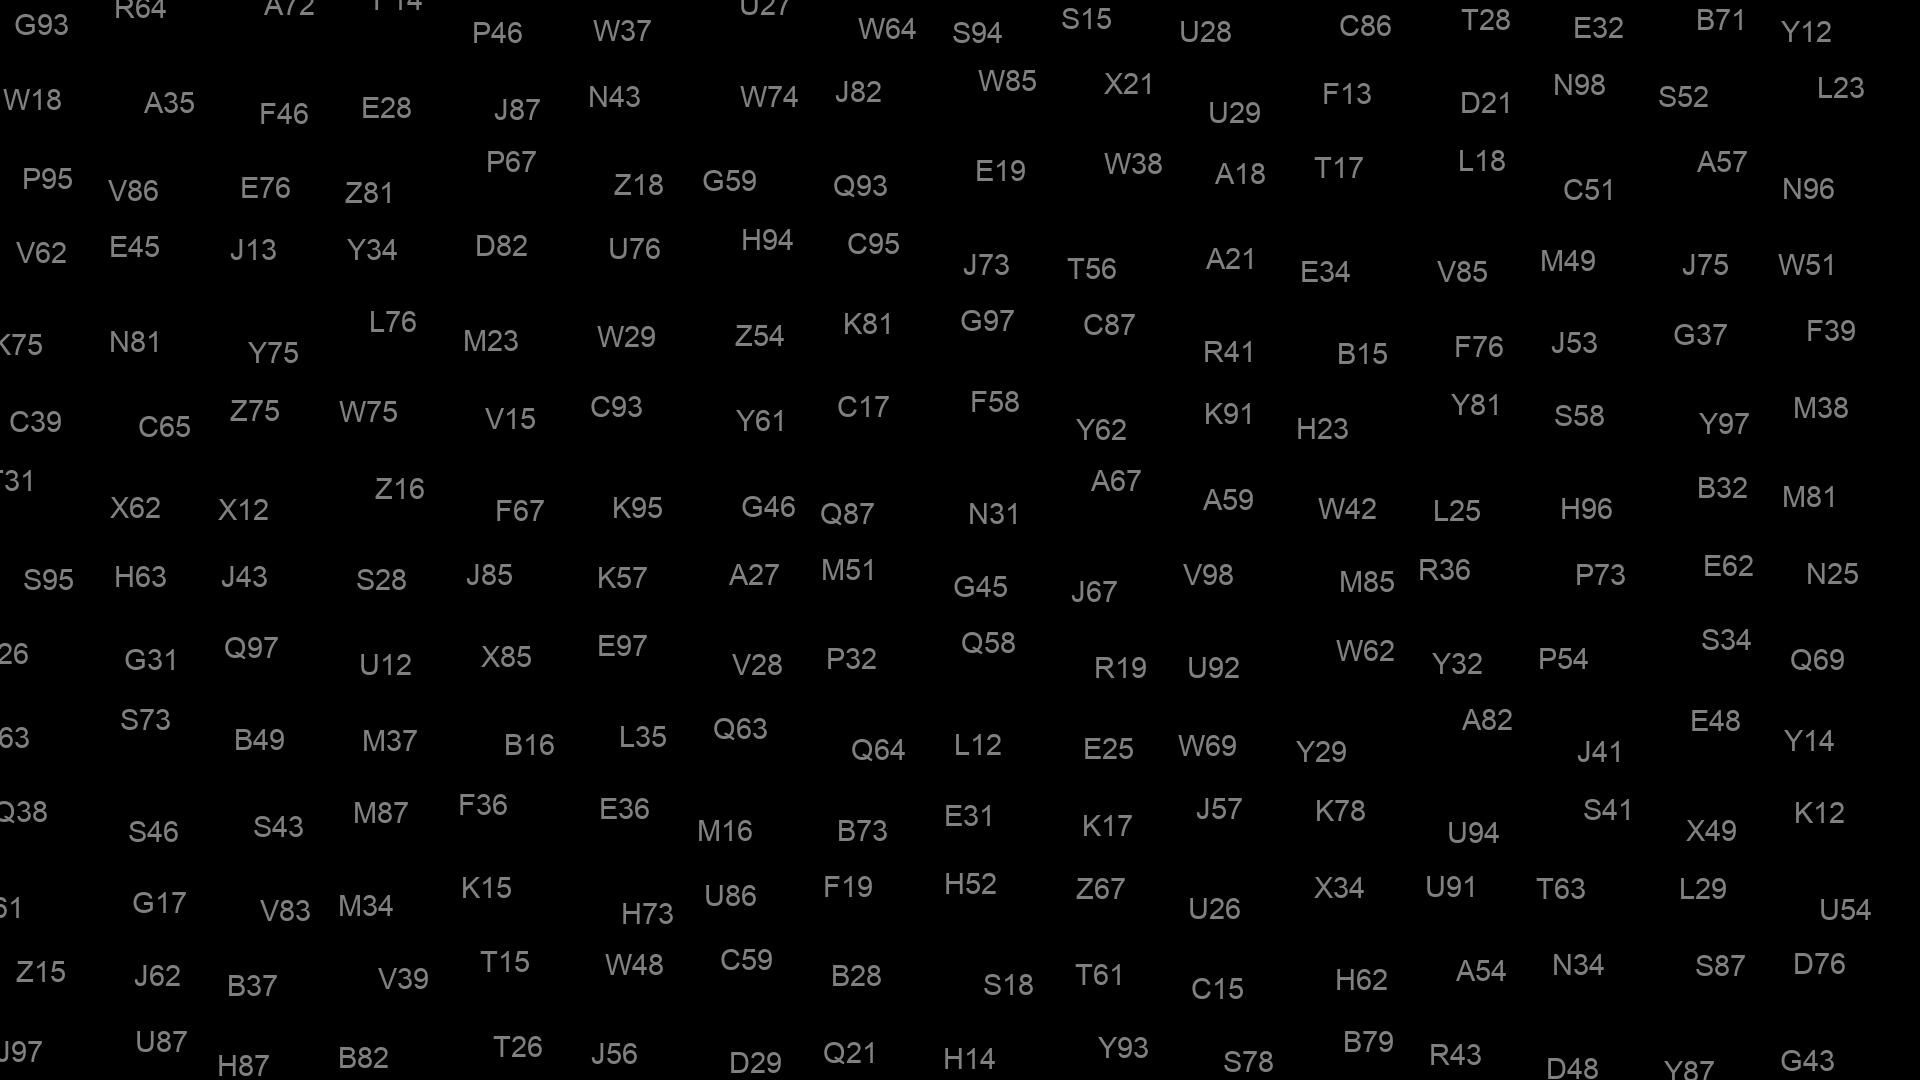 G93 R64 A72 P46 W37 U27 W64 S94 S15 U28 C86 T28 E32 B71 Y12
W18 A35 F46 E28 J87 N43 W74 J82 W85 X21 U29 F13 D21 N98 S52 L23
P95 V86 E76 Z81 P67 Z18 G59 Q93 E19 W38 A18 T17 L18 C51 A57 N96
V62 E45 J13 Y34 D82 U76 H94 C95 J73 T56 A21 E34 V85 M49 J75 W51
K75 N81 Y75 L76 M23 W29 Z54 K81 G97 C87 R41 B15 F76 J53 G37 F39
C39 C65 Z75 W75 V15 C93 Y61 C17 F58 Y62 K91 H23 Y81 S58 Y97 M38
31 X62 X12 Z16 F67 K95 G46 Q87 N31 A67 A59 W42 L25 H96 B32 M81
S95 H63 J43 S28 J85 K57 A27 M51 G45 J67 V98 M85 R36 P73 E62 N25
26 G31 Q97 U12 X85 E97 V28 P32 Q58 R19 U92 W62 Y32 P54 S34 Q69
63 S73 B49 M37 B16 L35 Q63 Q64 L12 E25 W69 Y29 A82 J41 E48 Y14
Q38 S46 S43 M87 F36 E36 M16 B73 E31 K17 J57 K78 U94 S41 X49 K12
61 G17 V83 M34 K15 H73 U86 F19 H52 Z67 U26 X34 U91 T63 L29 U54
Z15 J62 B37 V39 T15 W48 C59 B28 S18 T61 C15 H62 A54 N34 S87 D76
J97 U87 H87 B82 T26 J56 D29 Q21 H14 Y93 S78 B79 R43 D48 Y87 G43